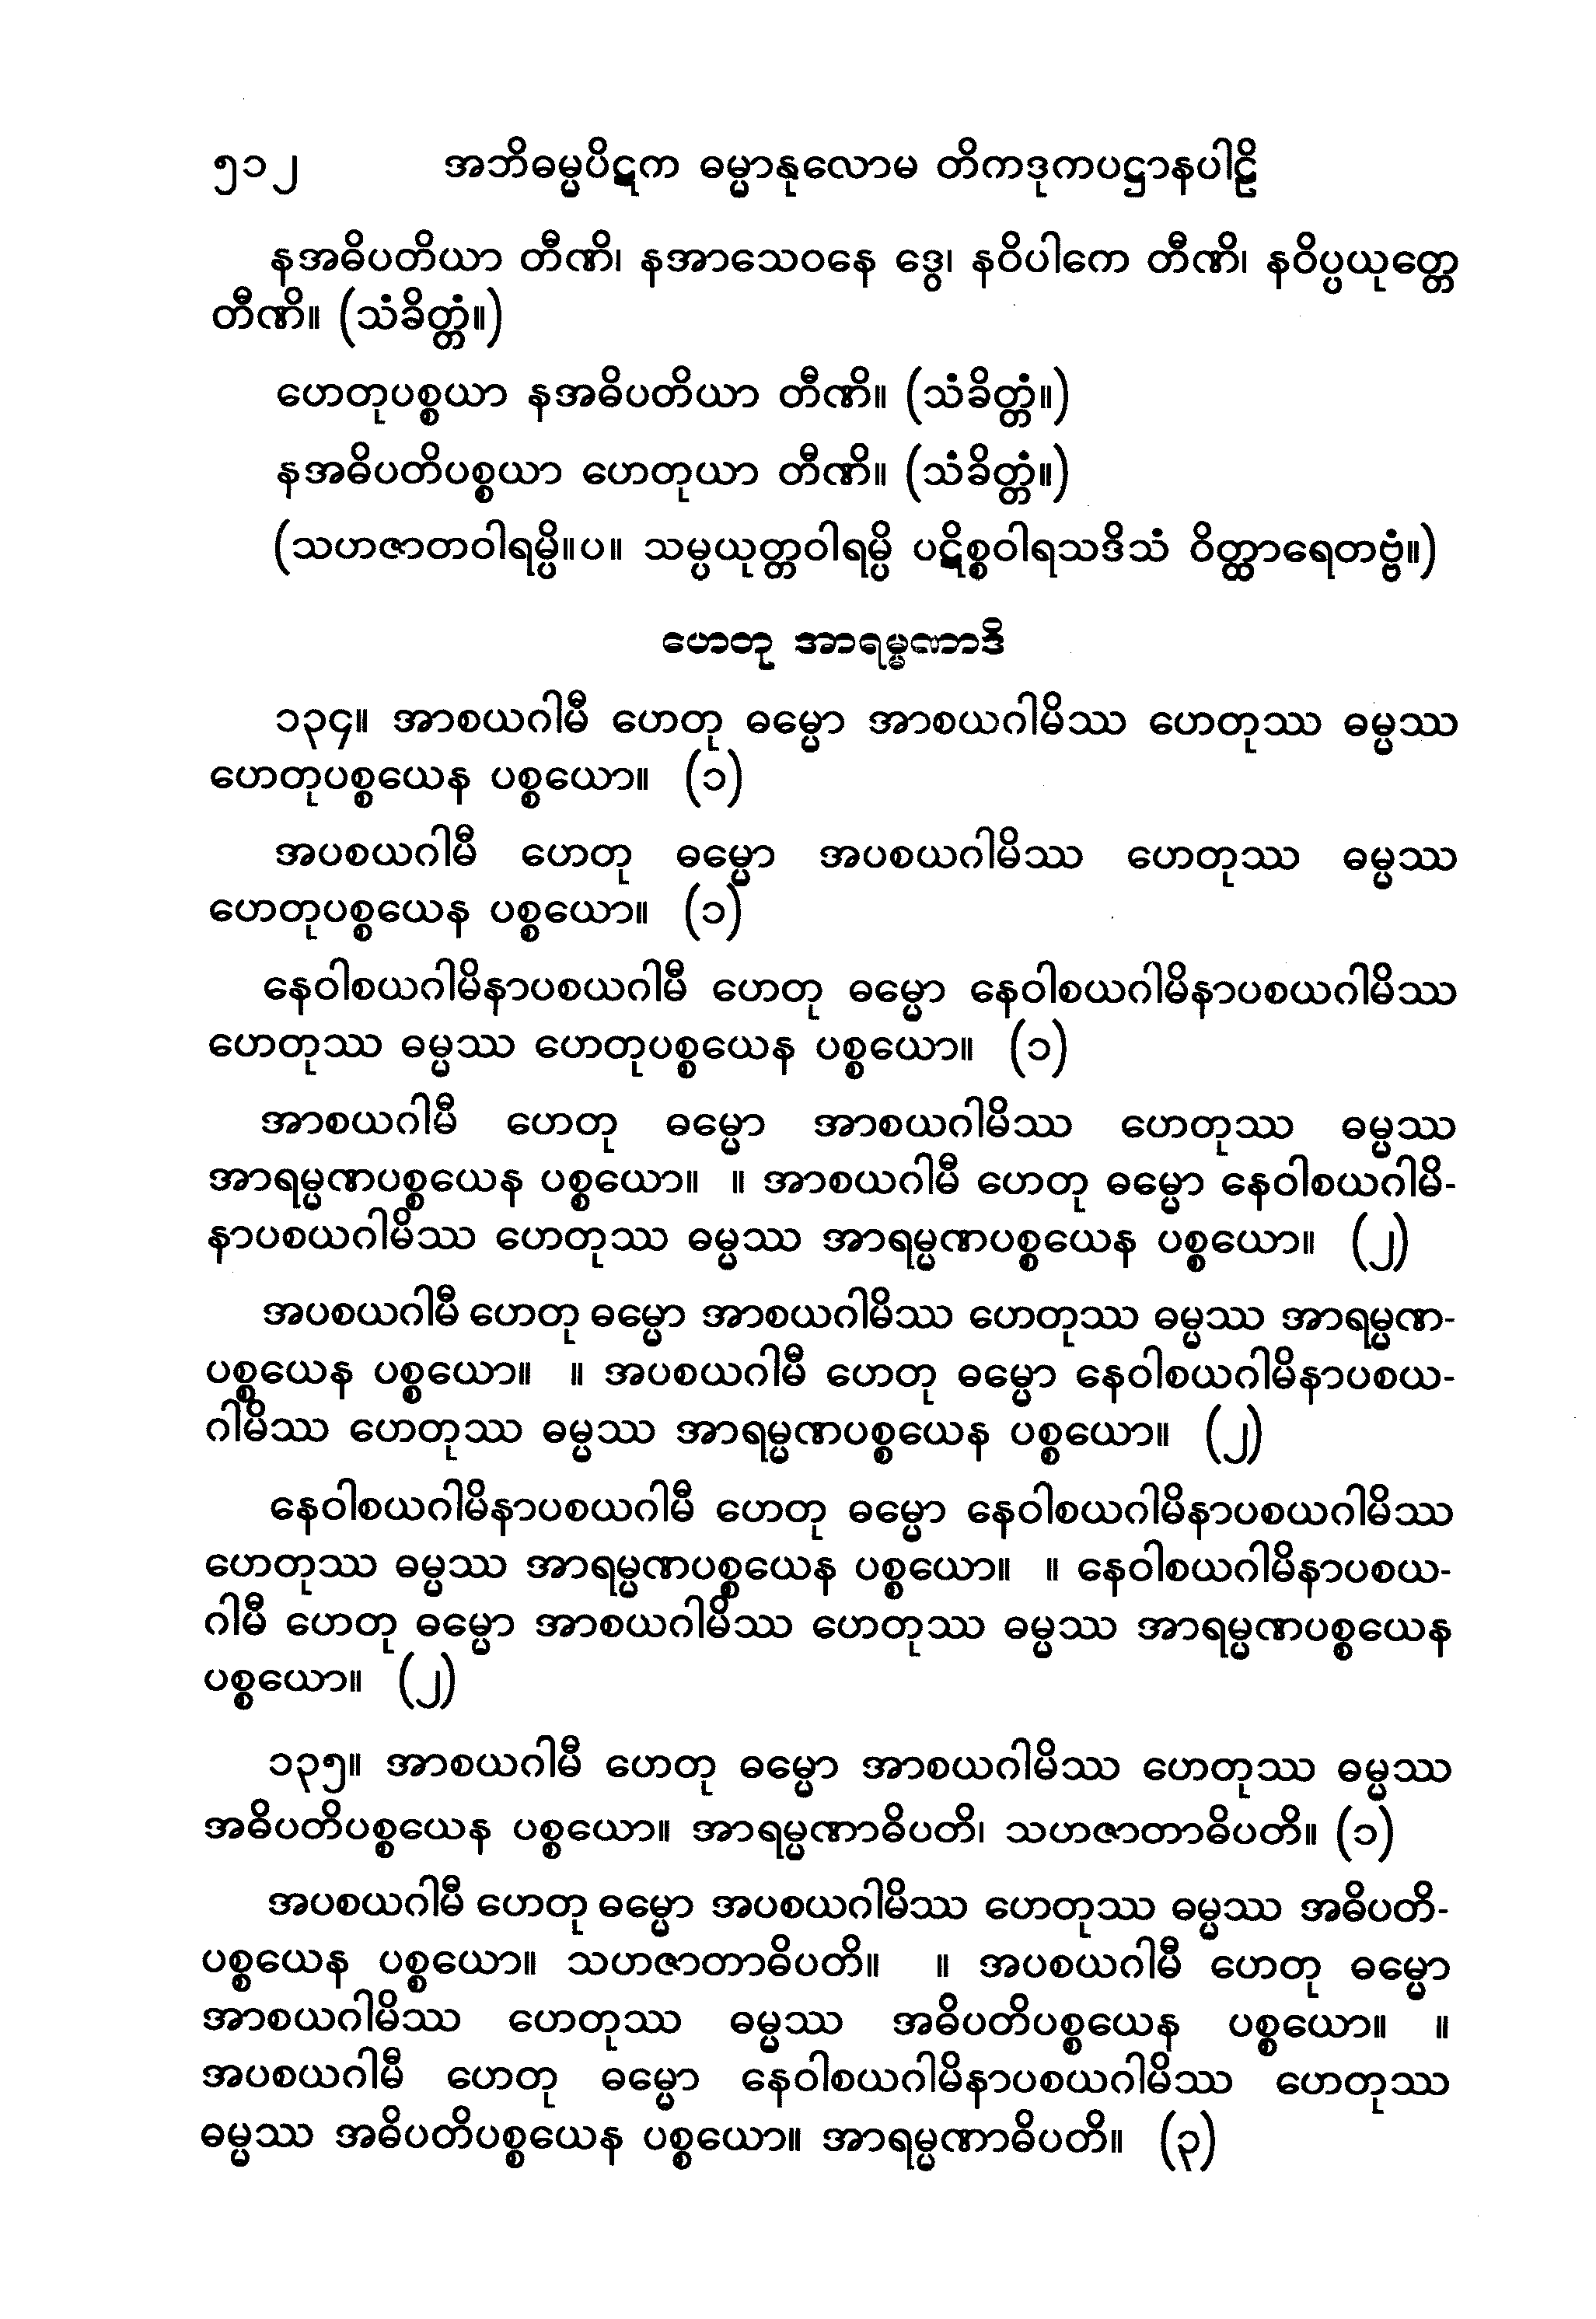 ၅၁၂ အဘိဓမ္မပိဋက ဓမ္မာနုလောမ တိကဒုကပဋ္ဌာနပါဠိ
နအဓိပတိယာ တီဏိ၊ နအာသေဝနေ ဒွေ၊ နဝိပါကေ တီဏိ၊ နဝိပ္ပယုတ္တေ
တီဏိ။ (သံခိတ္တံ။)
ဟေတုပစ္စယာ နအဓိပတိယာ တီဏိ။ (သံခိတ္တံ။)
နအဓိပတိပစ္စယာ ဟေတုယာ တီဏိ။ (သံခိတ္တံ။)
(သဟဇာတဝါရမ္ပိ။ပ။ သမ္ပယုတ္တဝါရမ္ပိ ပဋိစ္စဝါရသဒိသံ ဝိတ္ထာရေတဗ္ဗံ။)
ဟေတု အာရမ္မဏာဒိ
၁၃၄။ အာစယဂါမီ ဟေတု ဓမ္မော အာစယဂါမိဿ ဟေတုဿ ဓမ္မဿ
ဟေတုပစ္စယေန ပစ္စယော။ (၁)
အပစယဂါမီ ဟေတု ဓမ္မော အပစယဂါမိဿ ဟေတုဿ ဓမ္မဿ
ဟေတုပစ္စယေန ပစ္စယော။ (၁)
နေဝါစယဂါမိနာပစယဂါမီ ဟေတု ဓမ္မော နေဝါစယဂါမိနာပစယဂါမိဿ
ဟေတုဿ ဓမ္မဿ ဟေတုပစ္စယေန ပစ္စယော။ (၁)
အာစယဂါမီ ဟေတု ဓမ္မော အာစယဂါမိဿ ဟေတုဿ ဓမ္မဿ
အာရမ္မဏပစ္စယေန ပစ္စယော။ ။ အာစယဂါမီ ဟေတု ဓမ္မော နေဝါစယဂါမိ-
နာပစယဂါမိဿ ဟေတုဿ ဓမ္မဿ အာရမ္မဏပစ္စယေန ပစ္စယော။ (၂)
အပစယဂါမီ ဟေတု ဓမ္မော အာစယဂါမိဿ ဟေတုဿ ဓမ္မဿ အာရမ္မဏ-
ပစ္စယေန ပစ္စယော။ ။ အပစယဂါမီ ဟေတု ဓမ္မော နေဝါစယဂါမိနာပစယ-
ဂါမိဿ ဟေတုဿ ဓမ္မဿ အာရမ္မဏပစ္စယေန ပစ္စယော။ (၂)
နေဝါစယဂါမိနာပစယဂါမီ ဟေတု ဓမ္မော နေဝါစယဂါမိနာပစယဂါမိဿ
ဟေတုဿ ဓမ္မဿ အာရမ္မဏပစ္စယေန ပစ္စယော။ ။ နေဝါစယဂါမိနာပစယ-
ဂါမီ ဟေတု ဓမ္မော အာစယဂါမိဿ ဟေတုဿ ဓမ္မဿ အာရမ္မဏပစ္စယေန
ပစ္စယော။ (၂)
၁၃၅။ အာစယဂါမီ ဟေတု ဓမ္မော အာစယဂါမိဿ ဟေတုဿ ဓမ္မဿ
အဓိပတိပစ္စယေန ပစ္စယော။ အာရမ္မဏာဓိပတိ၊ သဟဇာတာဓိပတိ။ (၁)
အပစယဂါမီ ဟေတု ဓမ္မော အပစယဂါမိဿ ဟေတုဿ ဓမ္မဿ အဓိပတိ-
ပစ္စယေန ပစ္စယော။ သဟဇာတာဓိပတိ။ ။ အပစယဂါမီ ဟေတု ဓမ္မော
အာစယဂါမိဿ ဟေတုဿ ဓမ္မဿ အဓိပတိပစ္စယေန ပစ္စယော။ ။
အပစယဂါမီ ဟေတု ဓမ္မော နေဝါစယဂါမိနာပစယဂါမိဿ ဟေတုဿ
ဓမ္မဿ အဓိပတိပစ္စယေန ပစ္စယော။ အာရမ္မဏာဓိပတိ။ (၃)